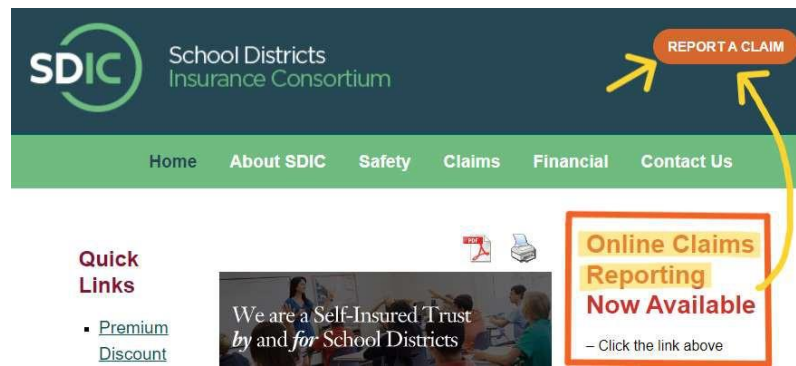 SDIC
School Districts
Insurance Consortium
REPORT A CLAIM
Home About SDIC Safety Claims Financial Contact Us
Quick
Links
Premium
Discount
PDF
We are a Self-Insured Trust
by and for School Districts
Online Claims
Reporting
Now Available
– Click the link above